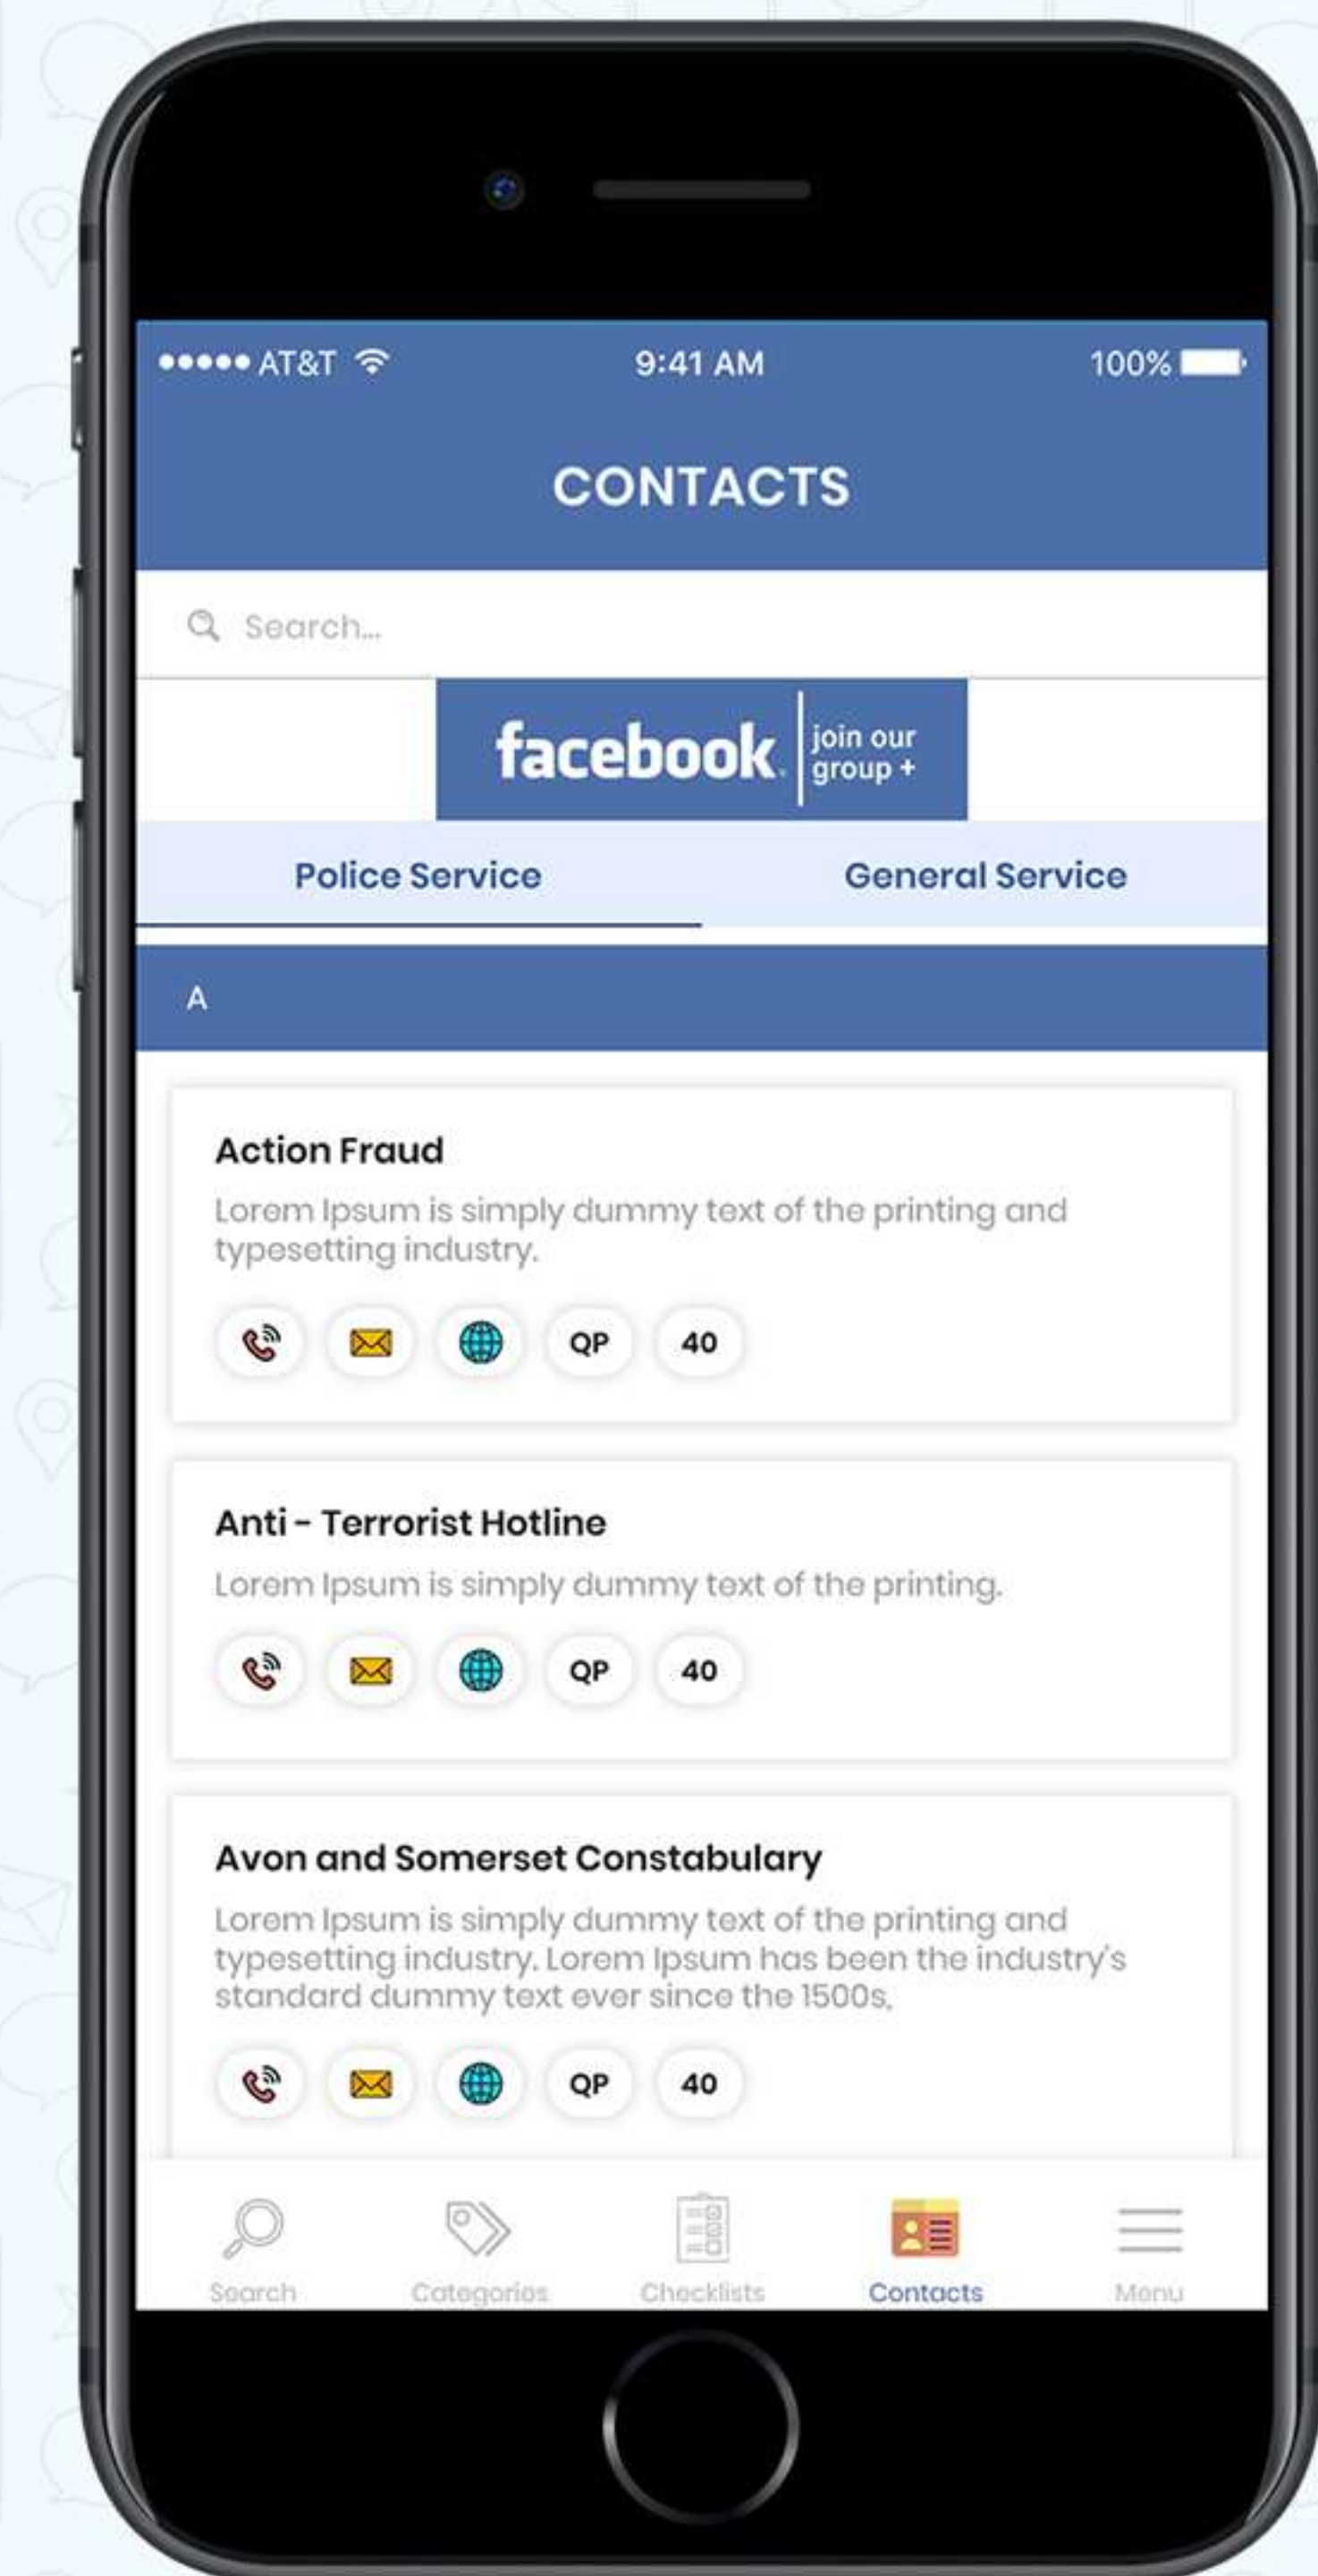 AT&T 9:41 AM 100%
CONTACTS
Search...
facebook. join our
group +
Police Service General Service
A
Action Fraud
Lorem Ipsum is simply dummy text of the printing and
typesetting industry.
QP 40
Anti - Terrorist Hotline
Lorem Ipsum is simply dummy text of the printing.
QP 40
Avon and Somerset Constabulary
Lorem Ipsum is simply dummy text of the printing and
typesetting industry. Lorem Ipsum has been the industry's
standard dummy text ever since the 1500s,
QP 40
Search Categories Checklists Contacts Menu